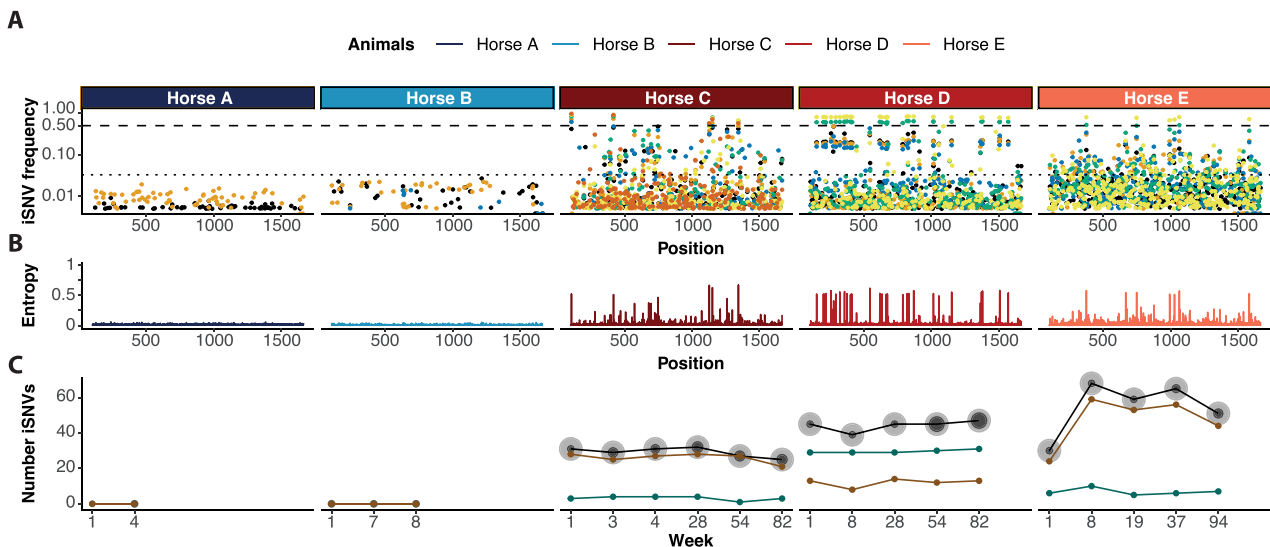 A
Animals Horse A Horse B Horse C Horse D Horse E
Horse A Horse B Horse C Horse D Horse E
iSNV frequency
1.00
0.50
0.10
0.01
500 1000 1500 500 1000 1500 500 1000 1500 500 1000 1500 500 1000 1500
Position
B
Entropy
1
0.5
0
500 1000 1500 500 1000 1500 500 1000 1500 500 1000 1500 500 1000 1500
Position
C
Number iSNVs
60
40
20
0
1 4 1 7 8 1 3 4 28 54 82 1 8 28 54 82 1 8 19 37 94
Week